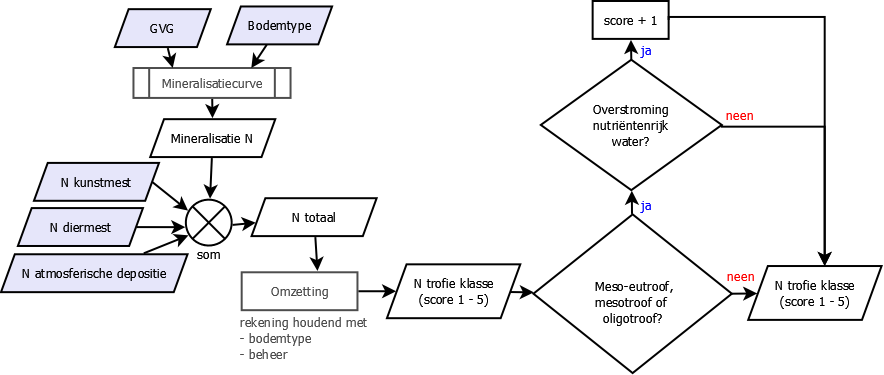 GVG
Bodemtype
Mineralisatiecurve
Mineralisatie N
N kunstmest
N diermest
N atmosferische depositie
som
N totaal
Omzetting
rekening houdend met
- bodemtype
- beheer
N trofie klasse
(score 1 - 5)
Meso-eutroof,
mesotroof of
oligotroof?
ja
neen
Overstroming
nutriëntenrijk
water?
ja
neen
score + 1
N trofie klasse
(score 1 - 5)